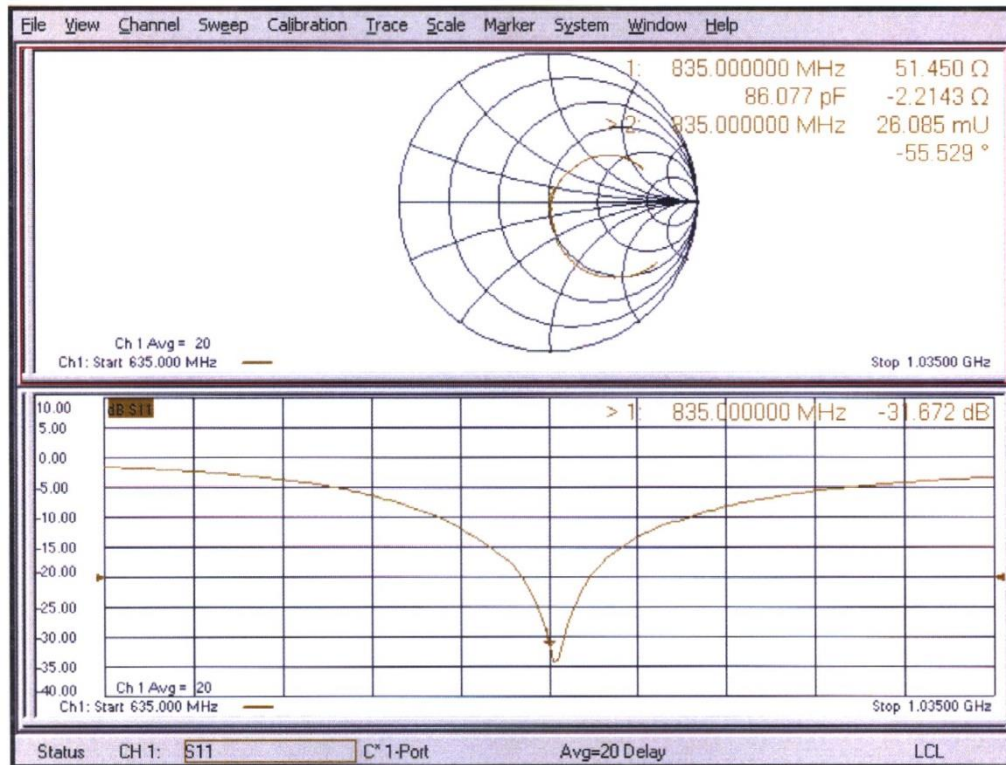 File View Channel Sweep Calibration Trace Scale Marker System Window Help
1: 835.000000 MHz 51.450 Ω
86.077 pF -2.2143 Ω
> 2: 835.000000 MHz 26.085 mU
-55.529 °
Ch 1 Avg = 20
Ch1: Start 635.000 MHz
Stop 1.03500 GHz
10.00 dB S11 > 1: 835.000000 MHz -31.672 dB
5.00
0.00
-5.00
-10.00
-15.00
-20.00
-25.00
-30.00
-35.00
-40.00 Ch 1 Avg = 20
Ch1: Start 635.000 MHz
Stop 1.03500 GHz
Status CH 1: S11 C* 1-Port Avg=20 Delay LCL